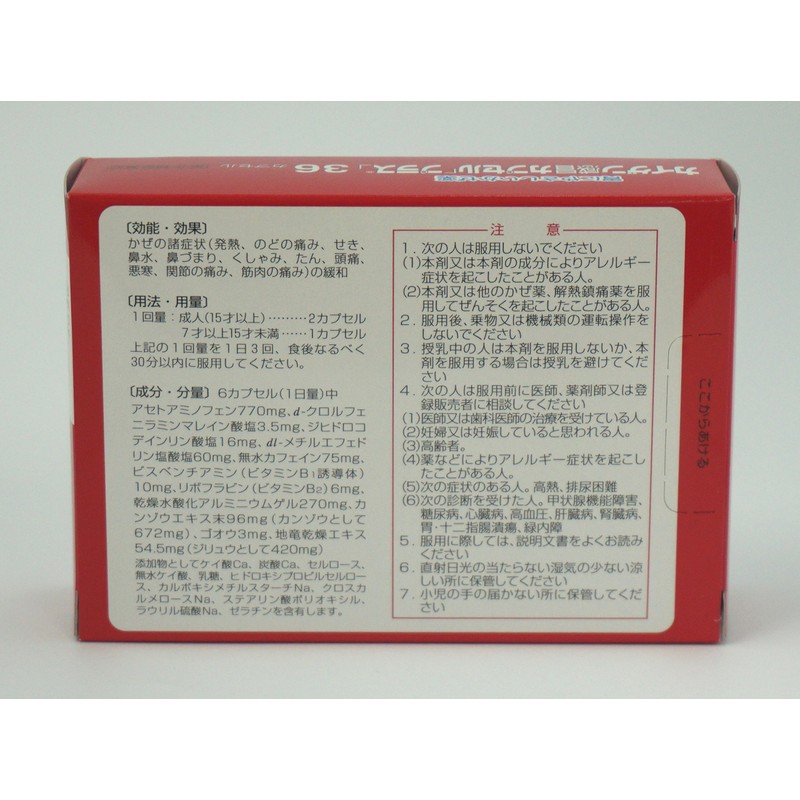 胃にやさしいかぜ薬
カイゲン感冒カプセル「プラス」 36 カプセル
〔効能・効果〕
かぜの諸症状(発熱、のどの痛み、せき、
鼻水、鼻づまり、くしゃみ、たん、頭痛、
悪寒、関節の痛み、筋肉の痛み)の緩和
〔用法・用量〕
1回量:成人(15才以上)………2カプセル
7才以上15才未満……1カプセル
上記の1回量を1日3回、食後なるべく
30分以内に服用してください。
〔成分・分量〕6カプセル(1日量)中
アセトアミノフェン770mg、d-クロルフェ
ニラミンマレイン酸塩3.5mg、ジヒドロコ
デインリン酸塩16mg、dl-メチルエフェド
リン塩酸塩60mg、無水カフェイン75mg、
ビスベンチアミン(ビタミンB1誘導体)
10mg、リボフラビン(ビタミンB2)6mg、
乾燥水酸化アルミニウムゲル270mg、カ
ンゾウエキス末96mg(カンゾウとして
672mg)、ゴオウ3mg、地竜乾燥エキス
54.5mg(ジリュウとして420mg)
添加物としてケイ酸Ca、炭酸Ca、セルロース、
無水ケイ酸、乳糖、ヒドロキシプロピルセルロー
ス、カルボキシメチルスターチNa、クロスカ
ルメロースNa、ステアリン酸ポリオキシル、
ラウリル硫酸Na、ゼラチンを含有します。
注意
1.次の人は服用しないでください
(1)本剤又は本剤の成分によりアレルギー
症状を起こしたことがある人。
(2)本剤又は他のかぜ薬、解熱鎮痛薬を服
用してぜんそくを起こしたことがある人。
2.服用後、乗物又は機械類の運転操作を
しないでください
3.授乳中の人は本剤を服用しないか、本
剤を服用する場合は授乳を避けてくだ
さい
4.次の人は服用前に医師、薬剤師又は登
録販売者に相談してください
(1)医師又は歯科医師の治療を受けている人。
(2)妊婦又は妊娠していると思われる人。
(3)高齢者。
(4)薬などによりアレルギー症状を起こし
たことがある人。
(5)次の症状のある人。高熱、排尿困難
(6)次の診断を受けた人。甲状腺機能障害、
糖尿病、心臓病、高血圧、肝臓病、腎臓病、
胃・十二指腸潰瘍、緑内障
5.服用に際しては、説明文書をよくお読み
ください
6.直射日光の当たらない湿気の少ない涼
しい所に保管してください
7.小児の手の届かない所に保管してくだ
さい
ここからあける